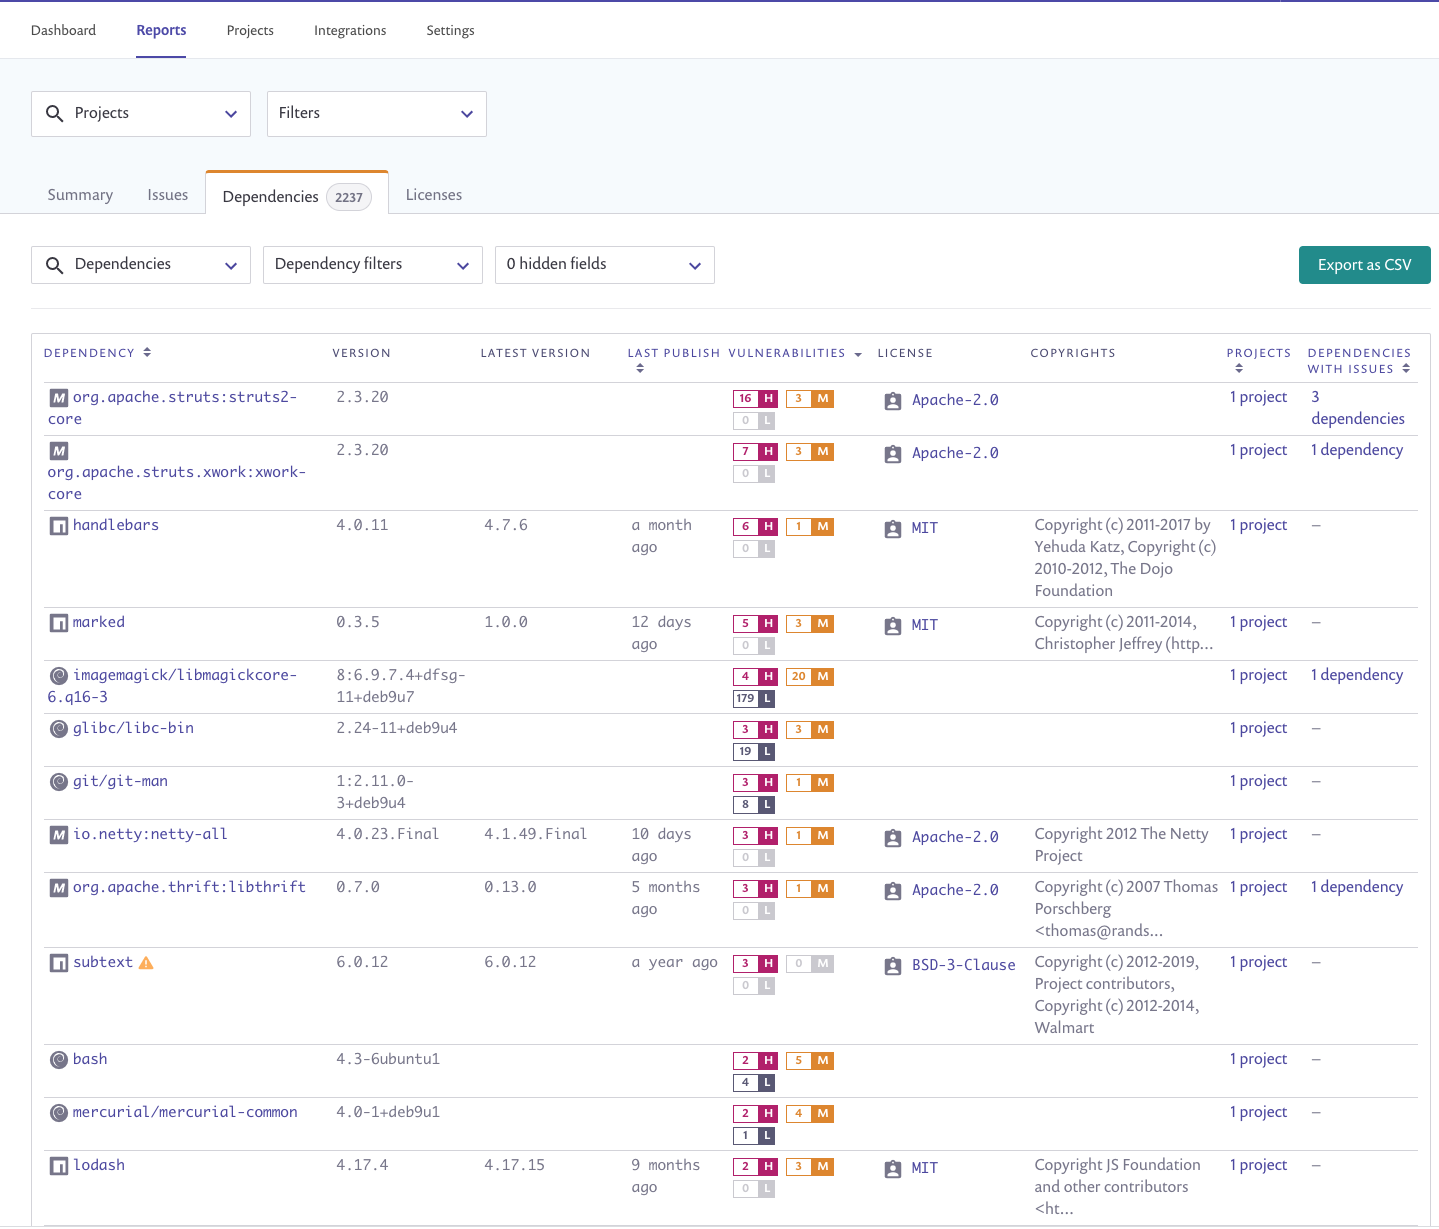 Dashboard Reports Projects Integrations Settings
Projects Filters
Summary Issues Dependencies 2237 Licenses
Dependencies Dependency filters 0 hidden fields Export as CSV
DEPENDENCY VERSION LATEST VERSION LAST PUBLISH VULNERABILITIES LICENSE COPYRIGHTS PROJECTS DEPENDENCIES
WITH ISSUES
M org.apache.struts:struts2- 2.3.20 16 H 3 M Apache-2.0 1 project 3
core 0 L dependencies
M 2.3.20 7 H 3 M Apache-2.0 1 project 1 dependency
org.apache.struts.xwork:xwork- 0 L
core
handlebars 4.0.11 4.7.6 a month 6 H 1 M MIT Copyright (c) 2011-2017 by 1 project –
ago 0 L Yehuda Katz, Copyright (c)
2010-2012, The Dojo
Foundation
marked 0.3.5 1.0.0 12 days 5 H 3 M MIT Copyright (c) 2011-2014, 1 project –
ago 0 L Christopher Jeffrey (http...
imagemagick/libmagickcore- 8:6.9.7.4+dfsg- 4 H 20 M 1 project 1 dependency
6.q16-3 11+deb9u7 179 L
glibc/libc-bin 2.24-11+deb9u4 3 H 3 M 1 project –
19 L
git/git-man 1:2.11.0- 3 H 1 M 1 project –
3+deb9u4 8 L
M io.netty:netty-all 4.0.23.Final 4.1.49.Final 10 days 3 H 1 M Apache-2.0 Copyright 2012 The Netty 1 project –
ago 0 L Project
M org.apache.thrift:libthrift 0.7.0 0.13.0 5 months 3 H 1 M Apache-2.0 Copyright (c) 2007 Thomas 1 project 1 dependency
ago 0 L Porschberg
<thomas@rands...
subtext 6.0.12 6.0.12 a year ago 3 H 0 M BSD-3-Clause Copyright (c) 2012-2019, 1 project –
0 L Project contributors,
Copyright (c) 2012-2014,
Walmart
bash 4.3-6ubuntu1 2 H 5 M 1 project –
4 L
mercurial/mercurial-common 4.0-1+deb9u1 2 H 4 M 1 project –
1 L
lodash 4.17.4 4.17.15 9 months 2 H 3 M MIT Copyright JS Foundation 1 project –
ago 0 L and other contributors
<ht...